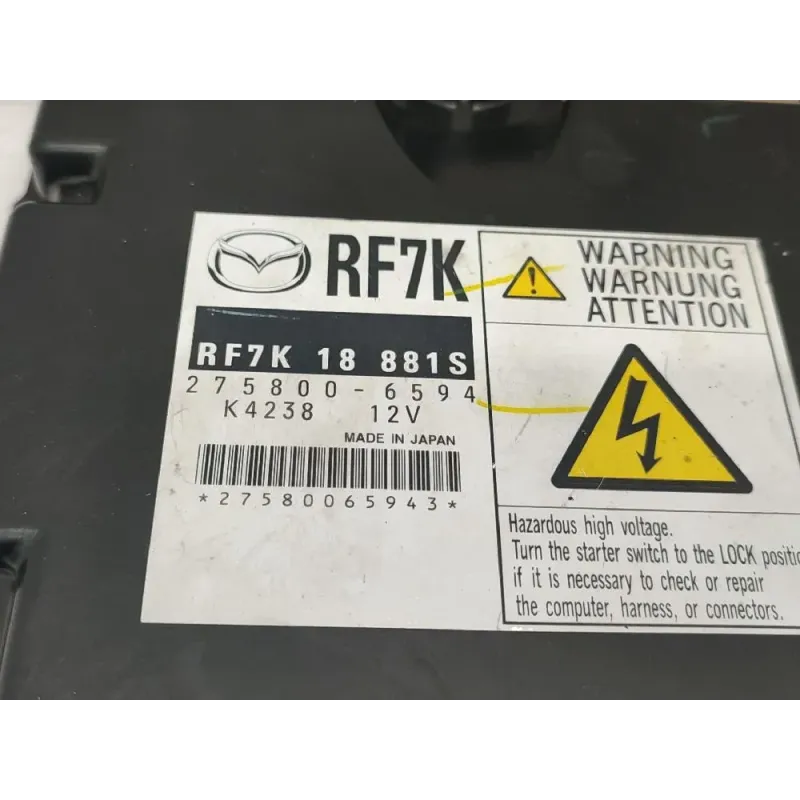 RF7K
RF7K 18 881S
275800-6594
K4238 12V
MADE IN JAPAN
*27580065943*
WARNING
WARNUNG
ATTENTION
Hazardous high voltage.
Turn the starter switch to the LOCK positio
if it is necessary to check or repair
the computer, harness, or connectors.